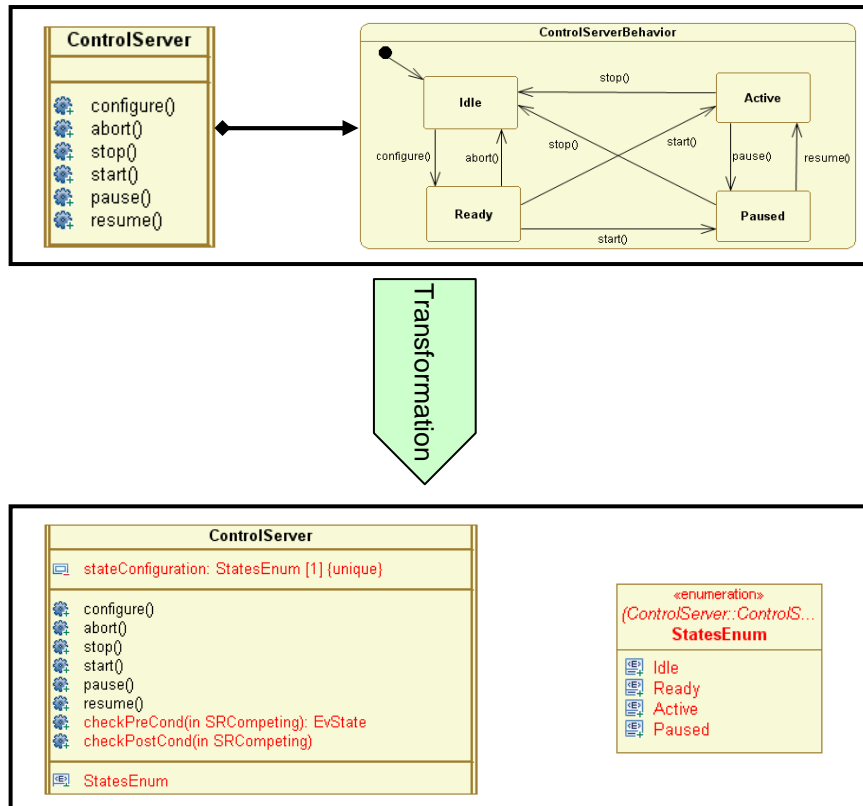 ControlServer
configure()
abort()
stop()
start()
pause()
resume()
ControlServerBehavior
Idle
Active
Ready
Paused
stop()
configure()
abort()
stop()
start()
pause()
resume()
start()
Transformation
ControlServer
stateConfiguration: StatesEnum [1] {unique}
configure()
abort()
stop()
start()
pause()
resume()
checkPreCond(in SRCompeting): EvState
checkPostCond(in SRCompeting)
StatesEnum
«enumeration»
(ControlServer::ControlS...
StatesEnum
Idle
Ready
Active
Paused